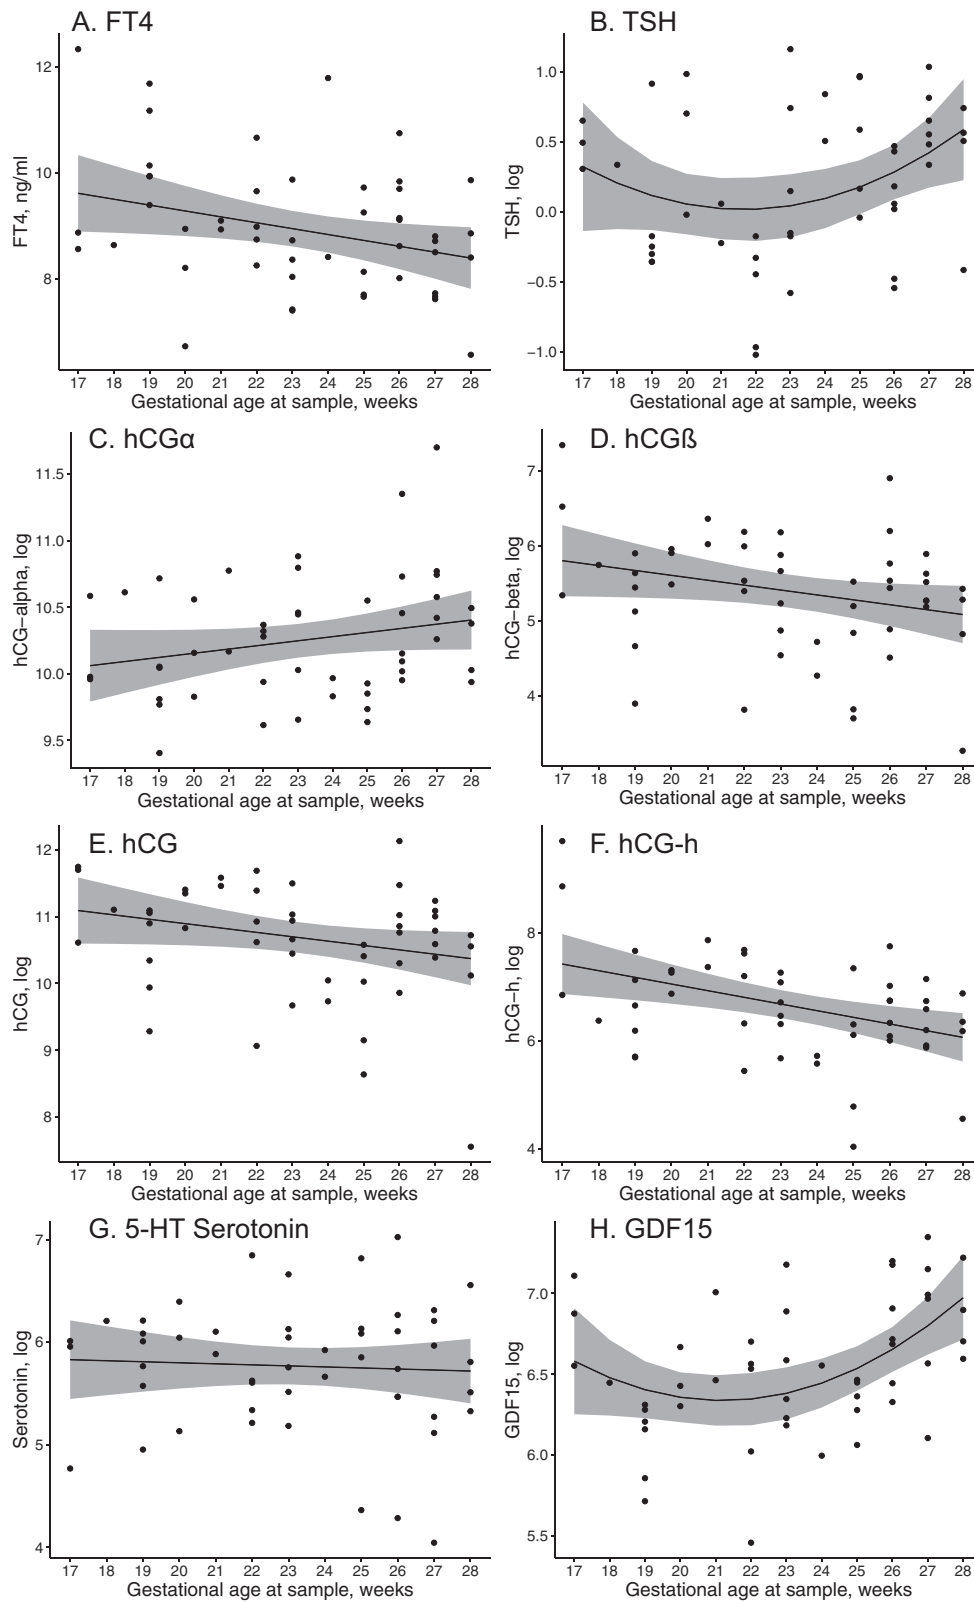 A. FT4
12
10
8
FT4, ng/ml
17 18 19 20 21 22 23 24 25 26 27 28
Gestational age at sample, weeks
B. TSH
1.0
0.5
0.0
−0.5
−1.0
TSH, log
17 18 19 20 21 22 23 24 25 26 27 28
Gestational age at sample, weeks
C. hCGα
11.5
11.0
10.5
10.0
9.5
hCG−alpha, log
17 18 19 20 21 22 23 24 25 26 27 28
Gestational age at sample, weeks
D. hCGß
7
6
5
4
hCG−beta, log
17 18 19 20 21 22 23 24 25 26 27 28
Gestational age at sample, weeks
E. hCG
12
11
10
9
8
hCG, log
17 18 19 20 21 22 23 24 25 26 27 28
Gestational age at sample, weeks
F. hCG-h
8
6
4
hCG−h, log
17 18 19 20 21 22 23 24 25 26 27 28
Gestational age at sample, weeks
G. 5-HT Serotonin
7
6
5
4
Serotonin, log
17 18 19 20 21 22 23 24 25 26 27 28
Gestational age at sample, weeks
H. GDF15
7.0
6.5
6.0
5.5
GDF15, log
17 18 19 20 21 22 23 24 25 26 27 28
Gestational age at sample, weeks